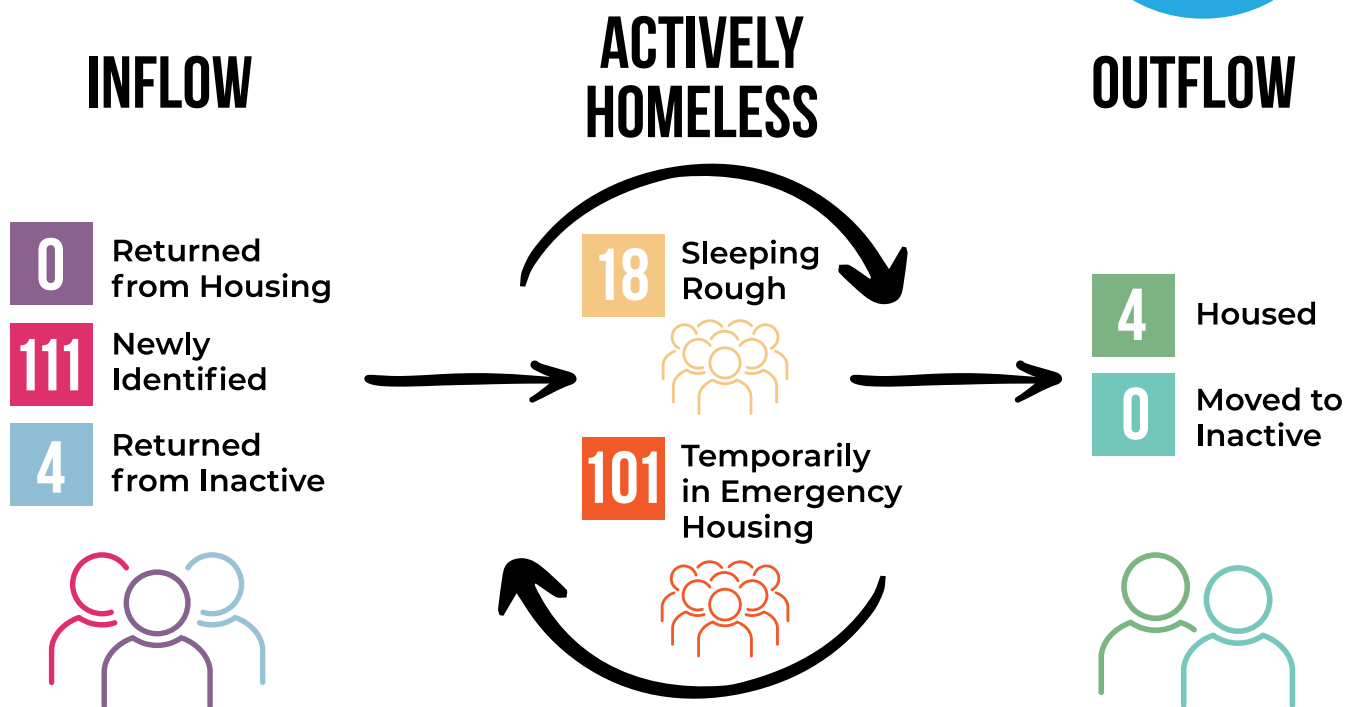 INFLOW
0
Returned
from Housing
111
Newly
Identified
4
Returned
from Inactive
ACTIVELY
HOMELESS
18
Sleeping
Rough
101
Temporarily
in Emergency
Housing
OUTFLOW
4
Housed
0
Moved to
Inactive